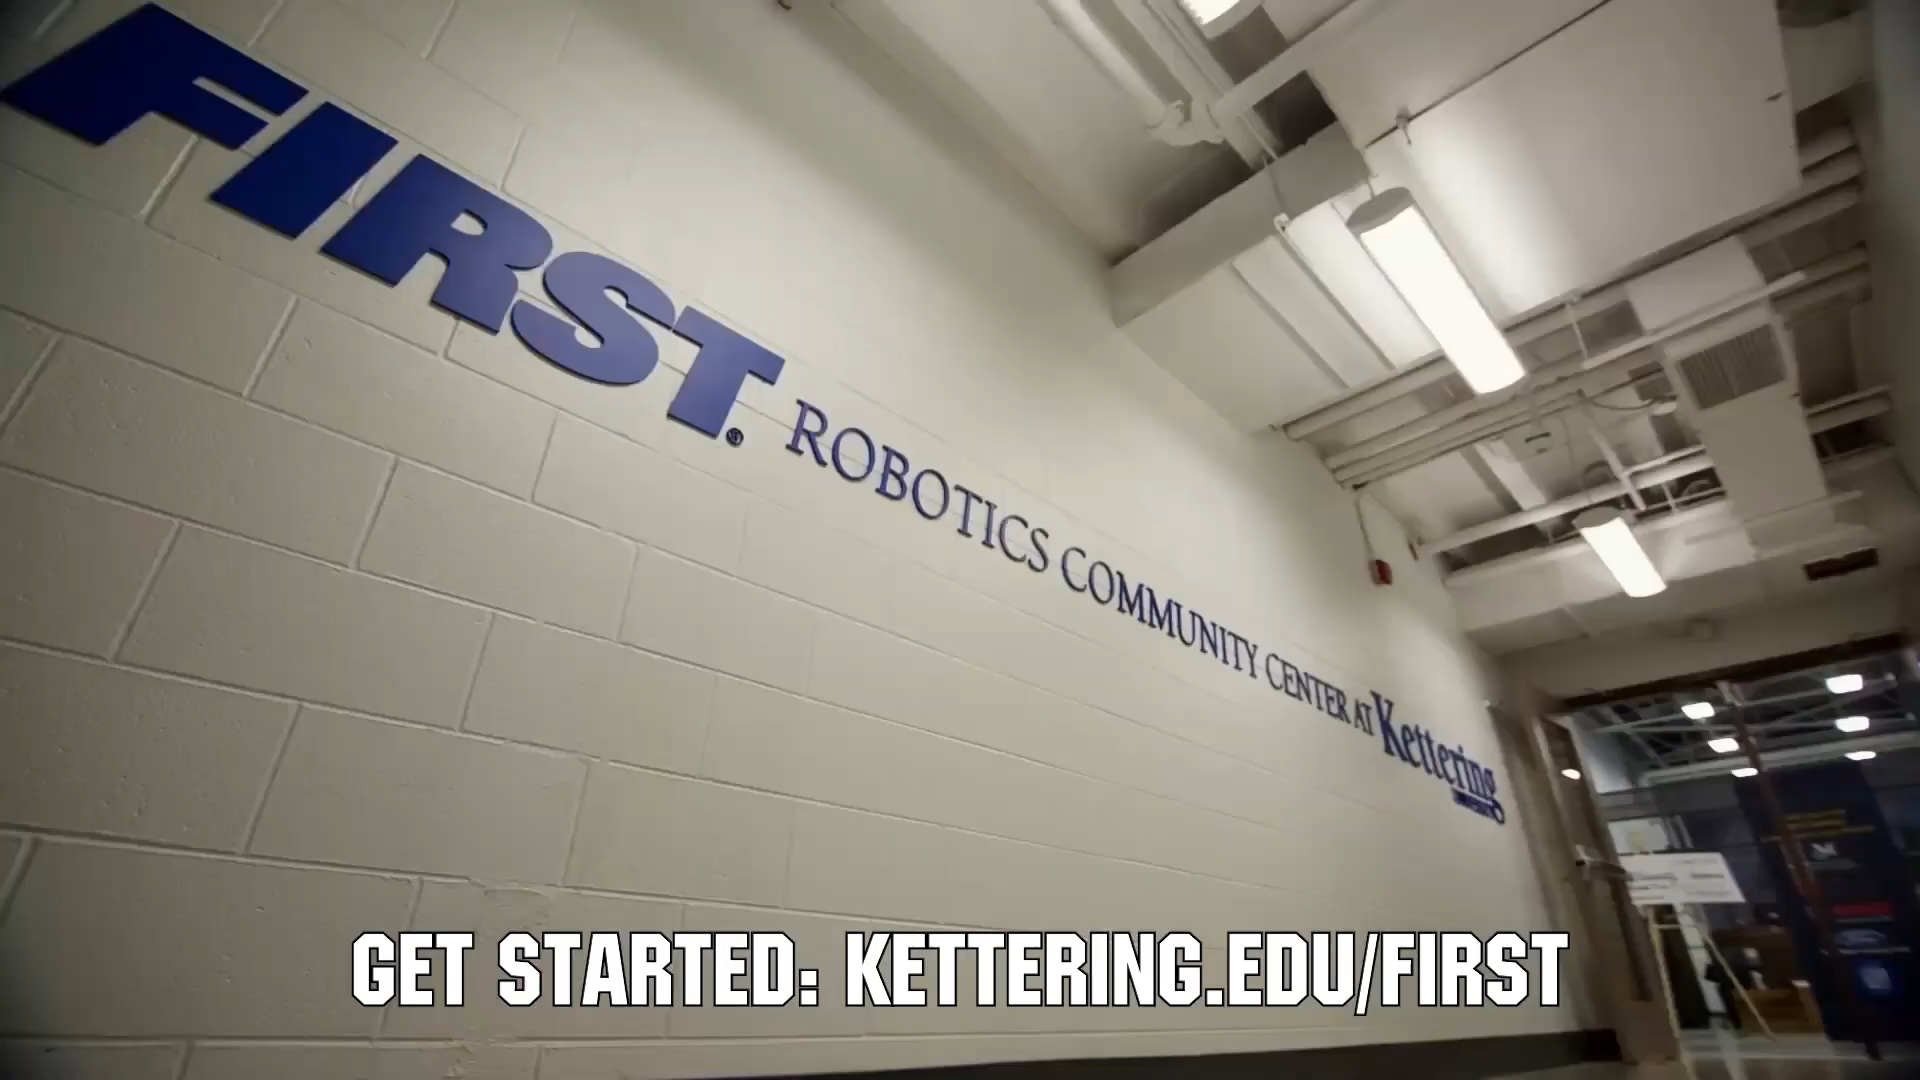 FIRST® ROBOTICS COMMUNITY CENTER AT Kettering
GET STARTED: KETTERING.EDU/FIRST